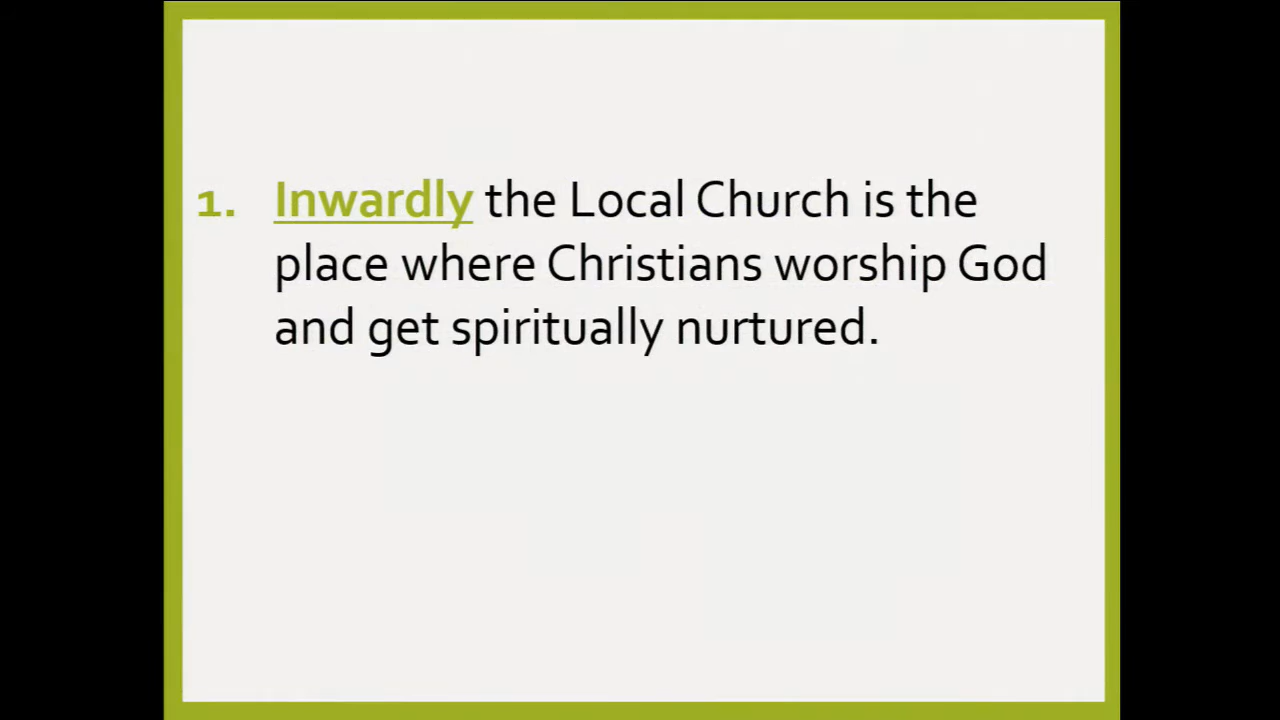 1. Inwardly the Local Church is the
place where Christians worship God
and get spiritually nurtured.